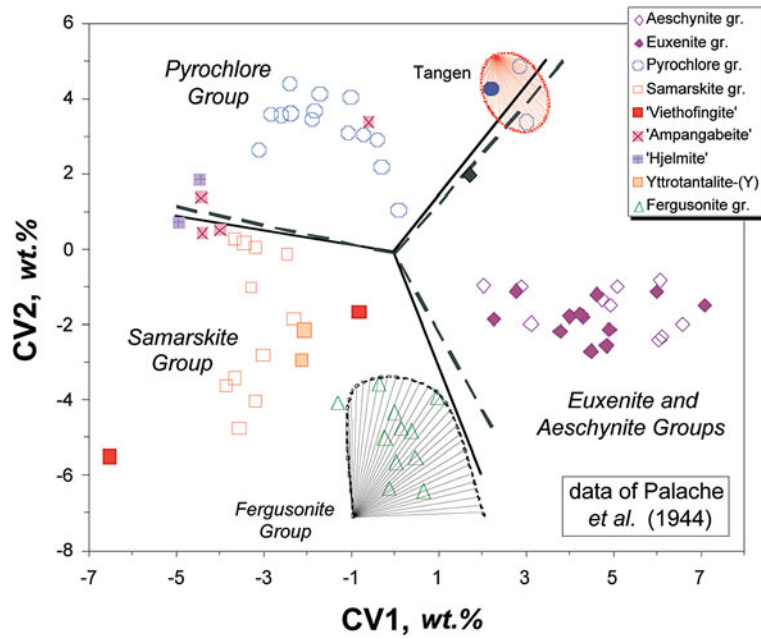 6
4
2
0
-2
-4
-6
-8
CV2, wt.%
-7
-5
-3
-1
1
3
5
7
CV1, wt.%
Pyrochlore
Group
Tangen
Samarskite
Group
Fergusonite
Group
Euxenite and
Aeschynite Groups
data of Palache
et al. (1944)
Aeschynite gr.
Euxenite gr.
Pyrochlore gr.
Samarskite gr.
'Viethofingite'
'Ampangabeite'
'Hjelmite'
Yttrotantalite-(Y)
Fergusonite gr.